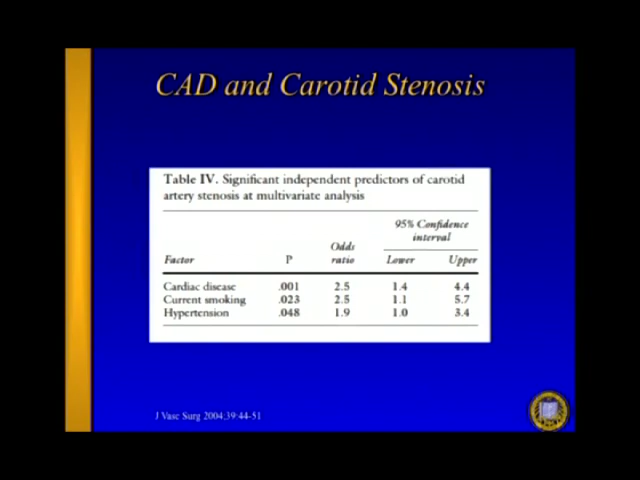 CAD and Carotid Stenosis
Table IV. Significant independent predictors of carotid
artery stenosis at multivariate analysis
95% Confidence
interval
Odds
Factor P ratio Lower Upper
Cardiac disease .001 2.5 1.4 4.4
Current smoking .023 2.5 1.1 5.7
Hypertension .048 1.9 1.0 3.4
J Vasc Surg 2004;39:44-51